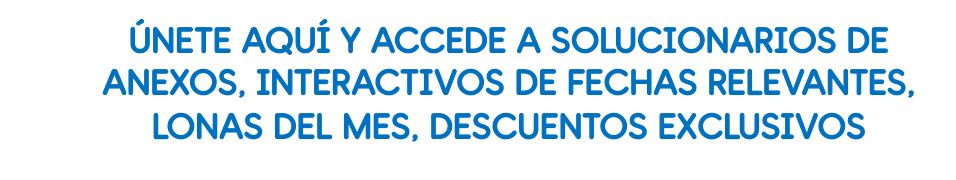 ÚNETE AQUÍ Y ACCEDE A SOLUCIONARIOS DE
ANEXOS, INTERACTIVOS DE FECHAS RELEVANTES,
LONAS DEL MES, DESCUENTOS EXCLUSIVOS